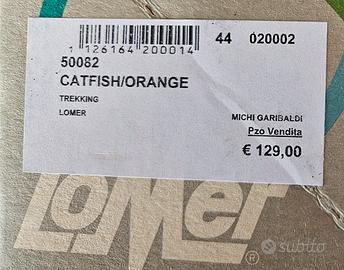 1 126164 200014
44 020002
50082
CATFISH/ORANGE
TREKKING
LOMER
MICHI GARIBALDI
Pzo Vendita
€ 129,00
LOMER
®
subito